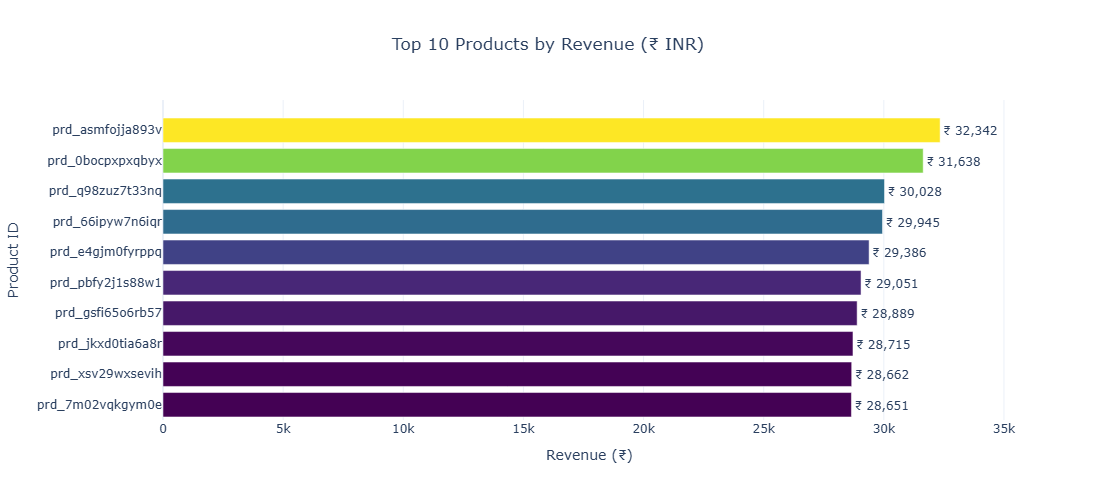 Top 10 Products by Revenue (₹ INR)
prd_asmfojja893v ₹ 32,342
prd_0bocpxpxqbyx ₹ 31,638
prd_q98zuz7t33nq ₹ 30,028
prd_66ipyw7n6iqr ₹ 29,945
prd_e4gjm0fyrppq ₹ 29,386
prd_pbfy2j1s88w1 ₹ 29,051
prd_gsfi65o6rb57 ₹ 28,889
prd_jkxd0tia6a8r ₹ 28,715
prd_xsv29wxsevih ₹ 28,662
prd_7m02vqkgym0e ₹ 28,651
Product ID
0 5k 10k 15k 20k 25k 30k 35k
Revenue (₹)